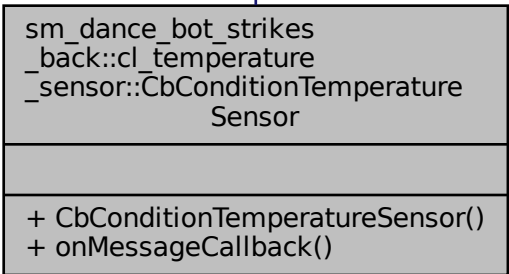 sm_dance_bot_strikes
_back::cl_temperature
_sensor::CbConditionTemperature
Sensor
+ CbConditionTemperatureSensor()
+ onMessageCallback()